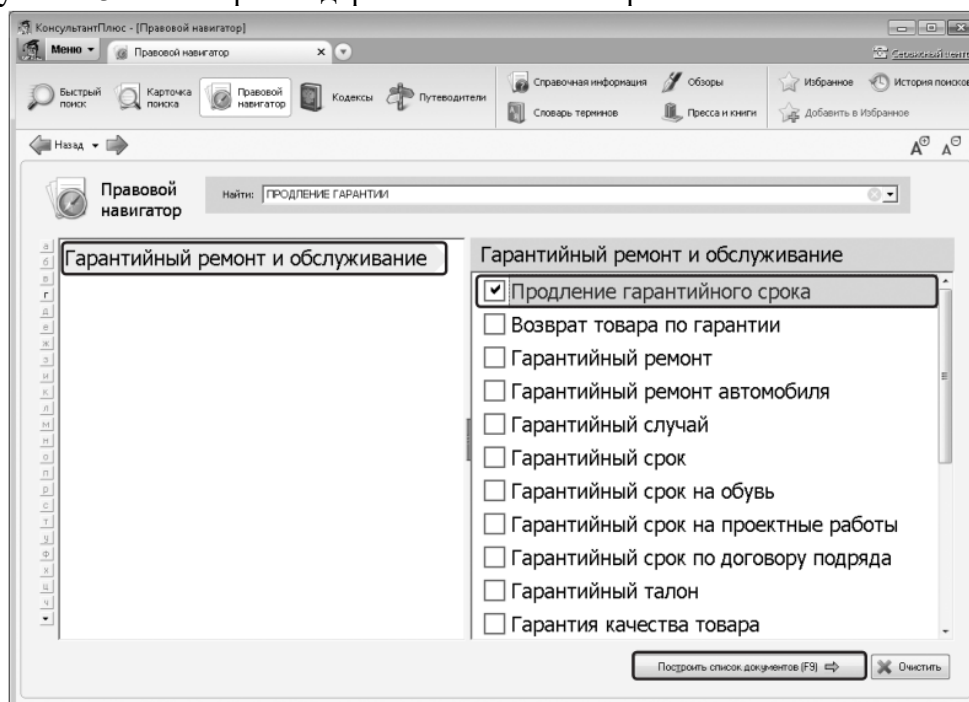 КонсультантПлюс - [Правовой навигатор]
Меню Правовой навигатор
Быстрый поиск Карточка поиска Правовой навигатор Кодексы Путеводители Справочная информация Обзоры Избранное История поисков
Словарь терминов Пресса и книги Добавить в Избранное
Назад
Правовой навигатор
Найти: ПРОДЛЕНИЕ ГАРАНТИИ
а
б
в
г
д
е
ж
з
и
к
л
м
н
о
п
р
с
т
у
ф
х
ц
ч
Гарантийный ремонт и обслуживание
Гарантийный ремонт и обслуживание
Продление гарантийного срока
Возврат товара по гарантии
Гарантийный ремонт
Гарантийный ремонт автомобиля
Гарантийный случай
Гарантийный срок
Гарантийный срок на обувь
Гарантийный срок на проектные работы
Гарантийный срок по договору подряда
Гарантийный талон
Гарантия качества товара
Построить список документов (F9)
Очистить